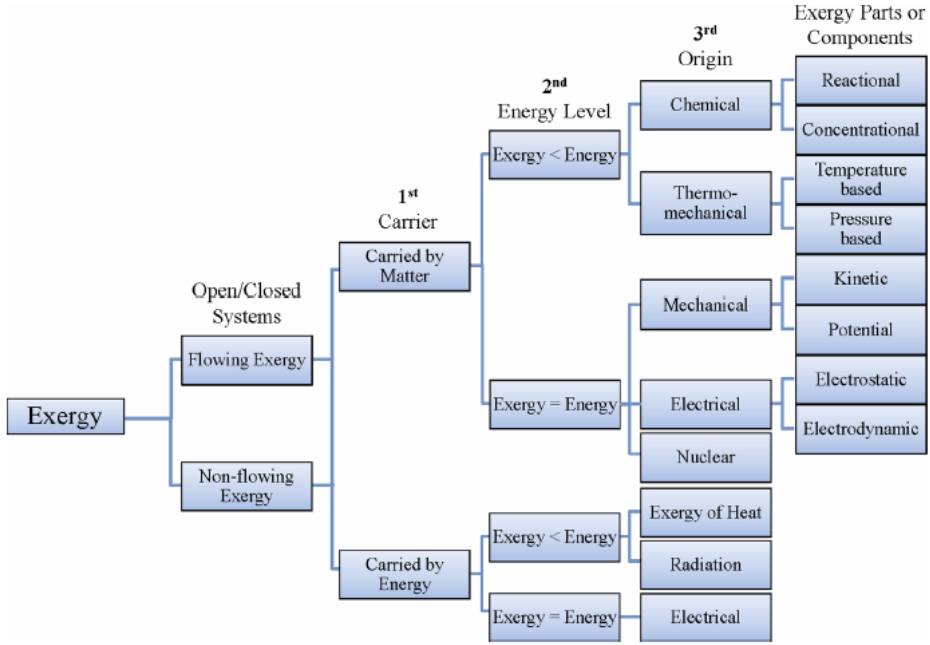 Exergy Parts or
Components
3rd
Origin
2nd
Energy Level
1st
Carrier
Open/Closed
Systems
Exergy
Flowing Exergy
Non-flowing
Exergy
Carried by
Matter
Carried by
Energy
Exergy < Energy
Exergy = Energy
Exergy < Energy
Exergy = Energy
Chemical
Thermo-
mechanical
Mechanical
Electrical
Nuclear
Exergy of Heat
Radiation
Electrical
Reactional
Concentrational
Temperature
based
Pressure
based
Kinetic
Potential
Electrostatic
Electrodynamic